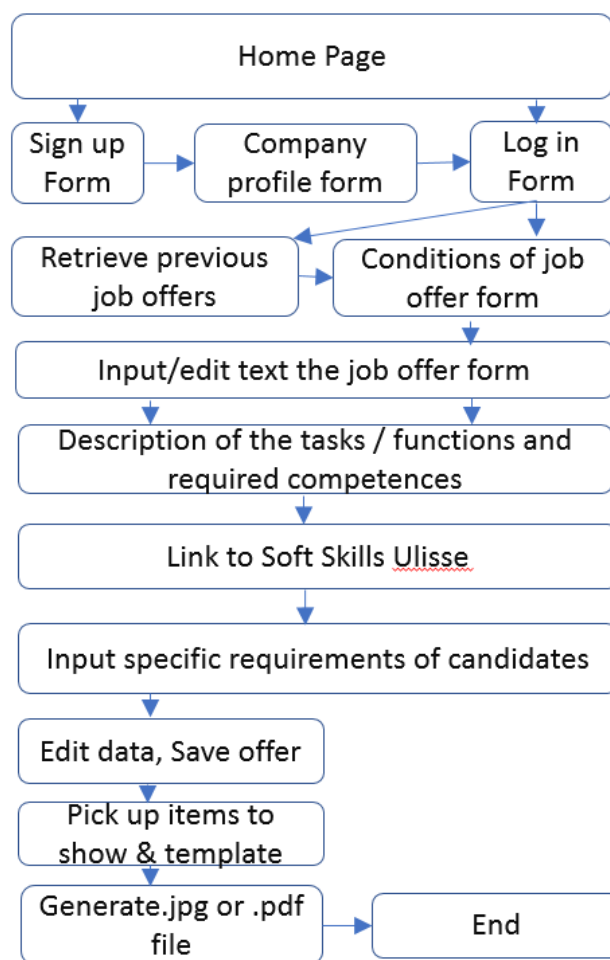 Home Page
Sign up
Form
Company
profile form
Log in
Form
Retrieve previous
job offers
Conditions of job
offer form
Input/edit text the job offer form
Description of the tasks / functions and
required competences
Link to Soft Skills Ulisse
Input specific requirements of candidates
Edit data, Save offer
Pick up items to
show & template
Generate.jpg or .pdf
file
End